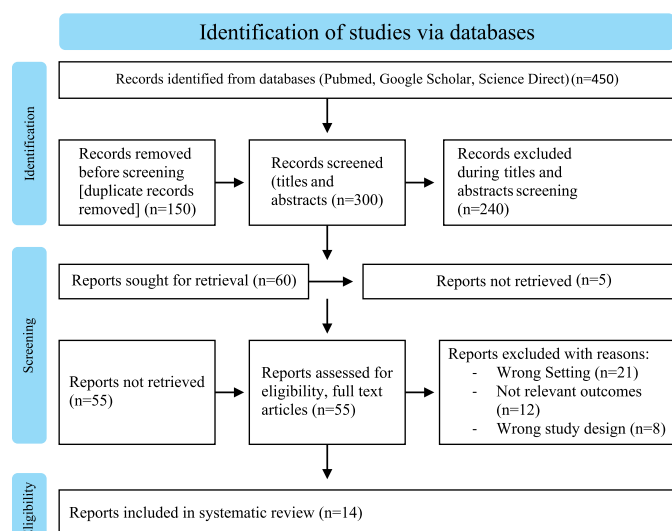 Identification of studies via databases
Identification
Records identified from databases (Pubmed, Google Scholar, Science Direct) (n=450)
Records removed
before screening
[duplicate records
removed] (n=150)
Records screened
(titles and
abstracts (n=300)
Records excluded
during titles and
abstracts screening
(n=240)
Screening
Reports sought for retrieval (n=60)
Reports not retrieved (n=5)
Reports not retrieved
(n=55)
Reports assessed for
eligibility, full text
articles (n=55)
Reports excluded with reasons:
- Wrong Setting (n=21)
- Not relevant outcomes
(n=12)
- Wrong study design (n=8)
Eligibility
Reports included in systematic review (n=14)